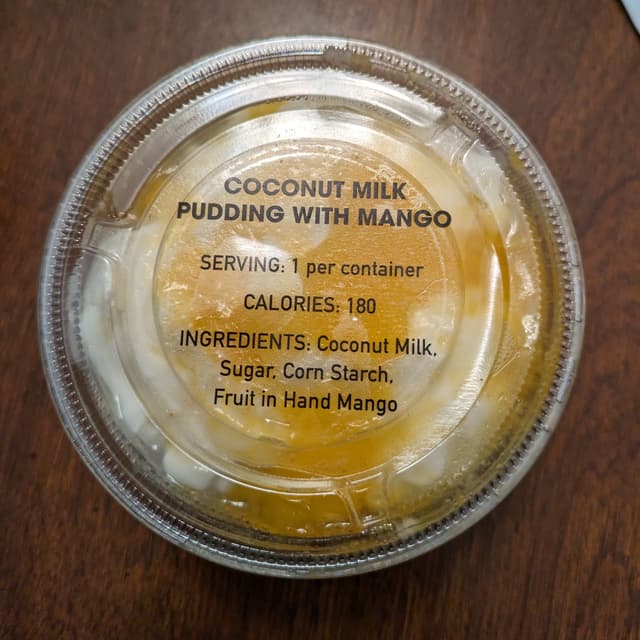 COCONUT MILK
PUDDING WITH MANGO
SERVING: 1 per container
CALORIES: 180
INGREDIENTS: Coconut Milk,
Sugar, Corn Starch,
Fruit in Hand Mango